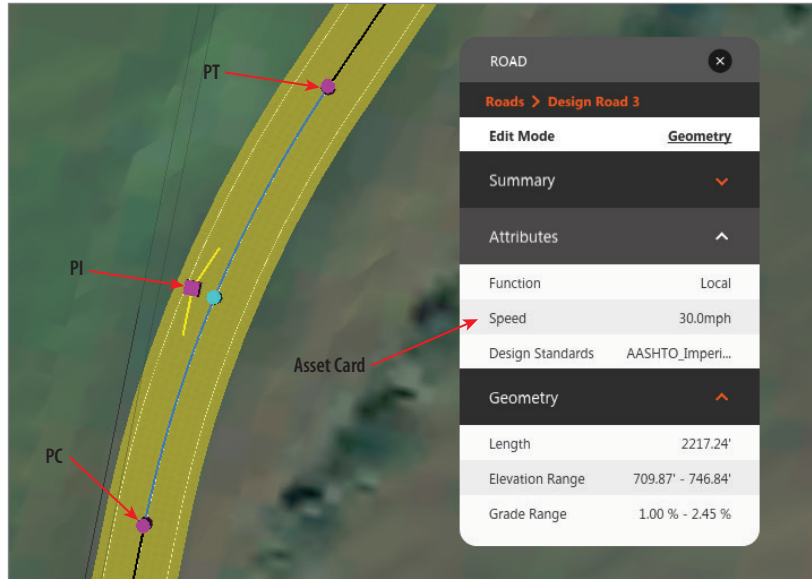 PT
PI
PC
Asset Card
ROAD
Roads > Design Road 3
Edit Mode Geometry
Summary
Attributes
Function Local
Speed 30.0mph
Design Standards AASHTO_Imperi...
Geometry
Length 2217.24'
Elevation Range 709.87' - 746.84'
Grade Range 1.00 % - 2.45 %